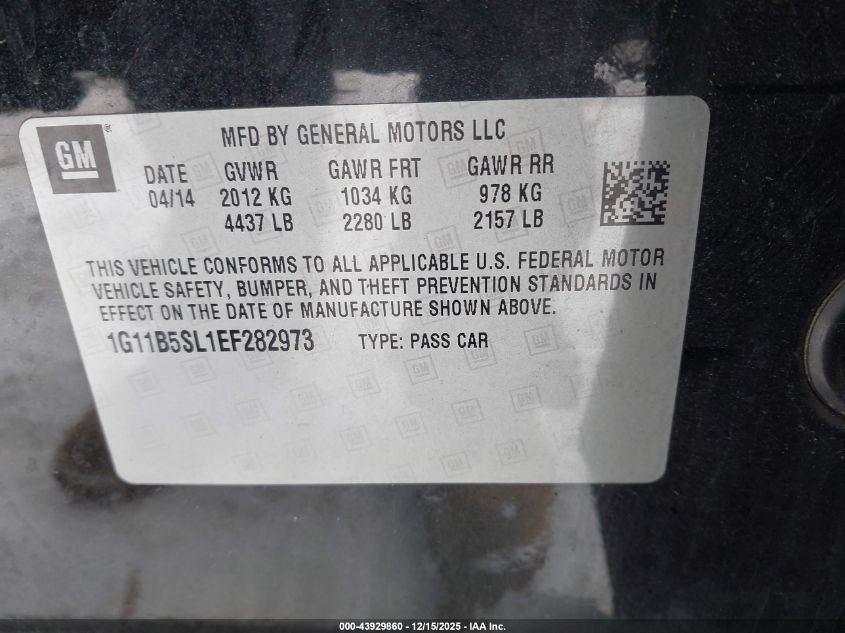 GM ®
MFD BY GENERAL MOTORS LLC
DATE GVWR GAWR FRT GAWR RR
04/14 2012 KG 1034 KG 978 KG
4437 LB 2280 LB 2157 LB
THIS VEHICLE CONFORMS TO ALL APPLICABLE U.S. FEDERAL MOTOR
VEHICLE SAFETY, BUMPER, AND THEFT PREVENTION STANDARDS IN
EFFECT ON THE DATE OF MANUFACTURE SHOWN ABOVE.
1G11B5SL1EF282973 TYPE: PASS CAR
000-43929860 - 12/15/2025 - IAA Inc.